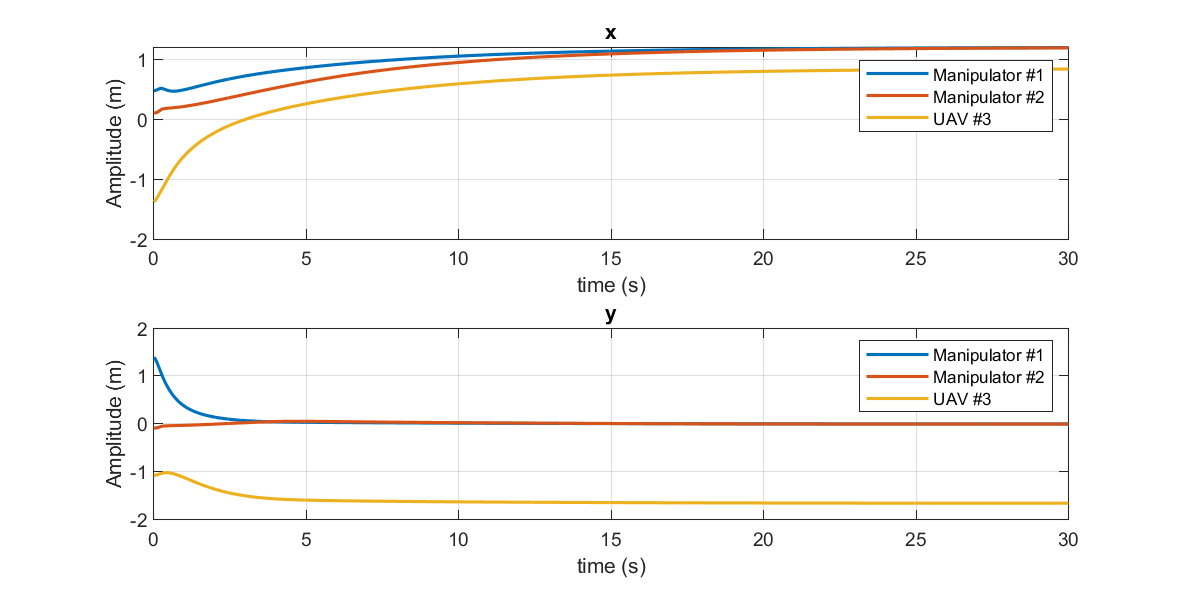 x
Amplitude (m)
1
0
-1
-2
Manipulator #1
Manipulator #2
UAV #3
0 5 10 15 20 25 30
time (s)
y
Amplitude (m)
2
1
0
-1
-2
Manipulator #1
Manipulator #2
UAV #3
0 5 10 15 20 25 30
time (s)